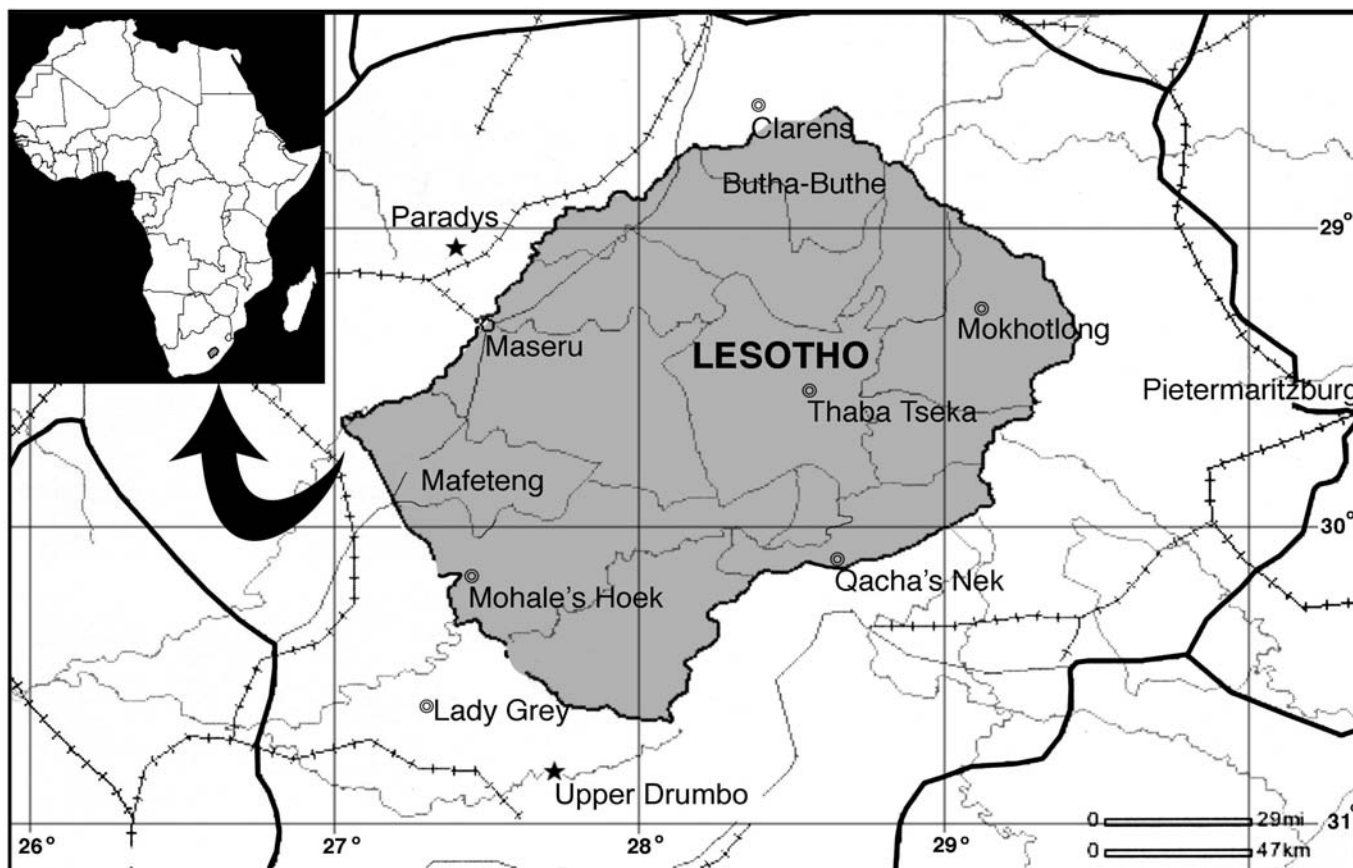 Clarens
Butha-Buthe
Paradys
29°
Mokhotlong
Maseru
LESOTHO
Pietermaritzburg
Thaba Tseka
Mafeteng
30°
Qacha's Nek
Mohale's Hoek
Lady Grey
Upper Drumbo
0 29mi
26° 27° 28° 29° 31°
0 47km